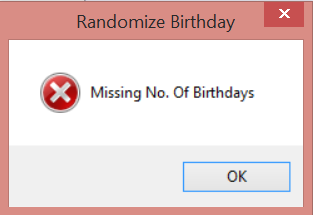 Randomize Birthday
Missing No. Of Birthdays
OK